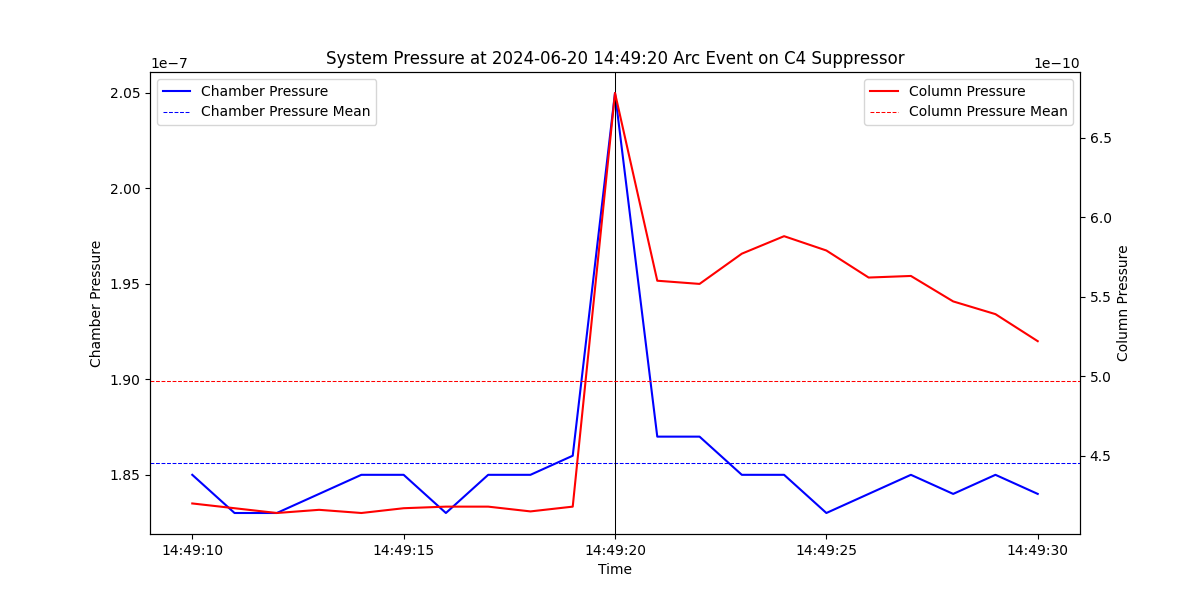 System Pressure at 2024-06-20 14:49:20 Arc Event on C4 Suppressor
1e−7
1e−10
Chamber Pressure
Chamber Pressure Mean
Column Pressure
Column Pressure Mean
2.05
2.00
1.95
1.90
1.85
Chamber Pressure
6.5
6.0
5.5
5.0
4.5
Column Pressure
14:49:10
14:49:15
14:49:20
14:49:25
14:49:30
Time